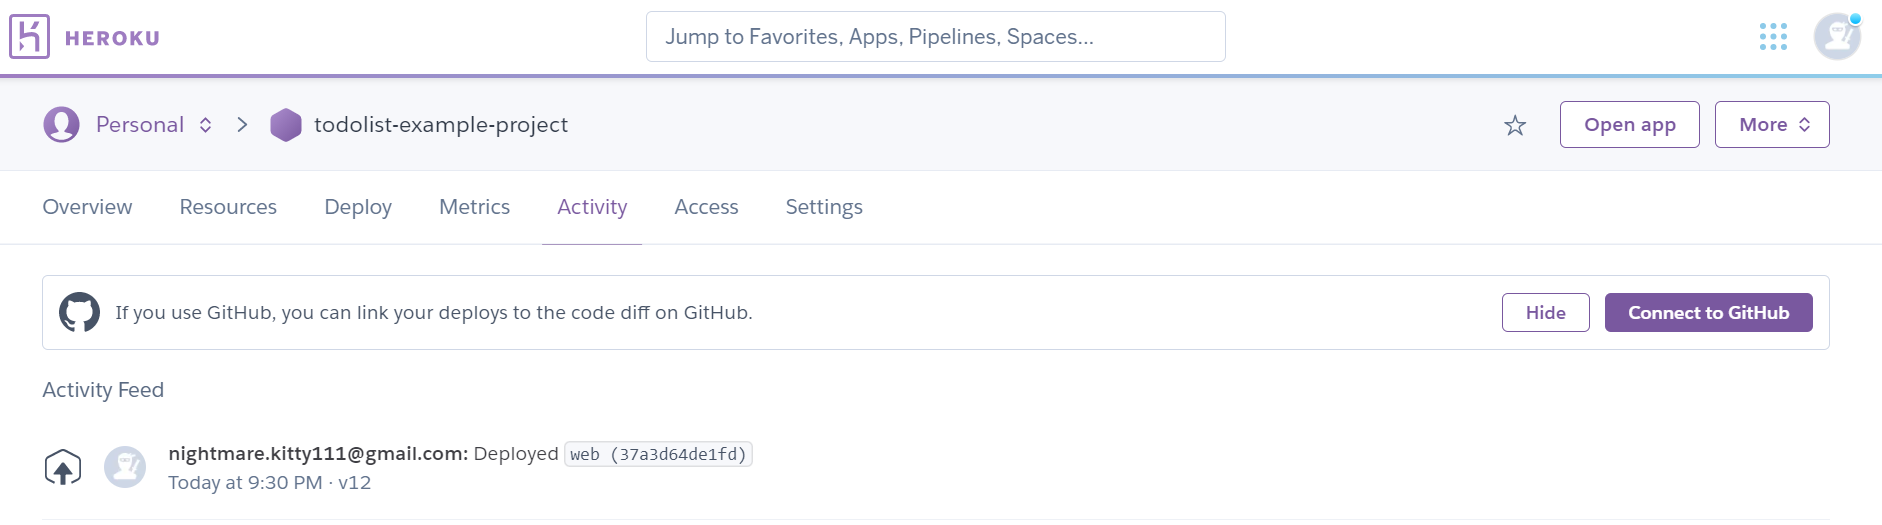 HEROKU
Jump to Favorites, Apps, Pipelines, Spaces...
Personal
todolist-example-project
Open app
More
Overview Resources Deploy Metrics Activity Access Settings
If you use GitHub, you can link your deploys to the code diff on GitHub.
Hide
Connect to GitHub
Activity Feed
nightmare.kitty111@gmail.com: Deployed web (37a3d64de1fd)
Today at 9:30 PM · v12